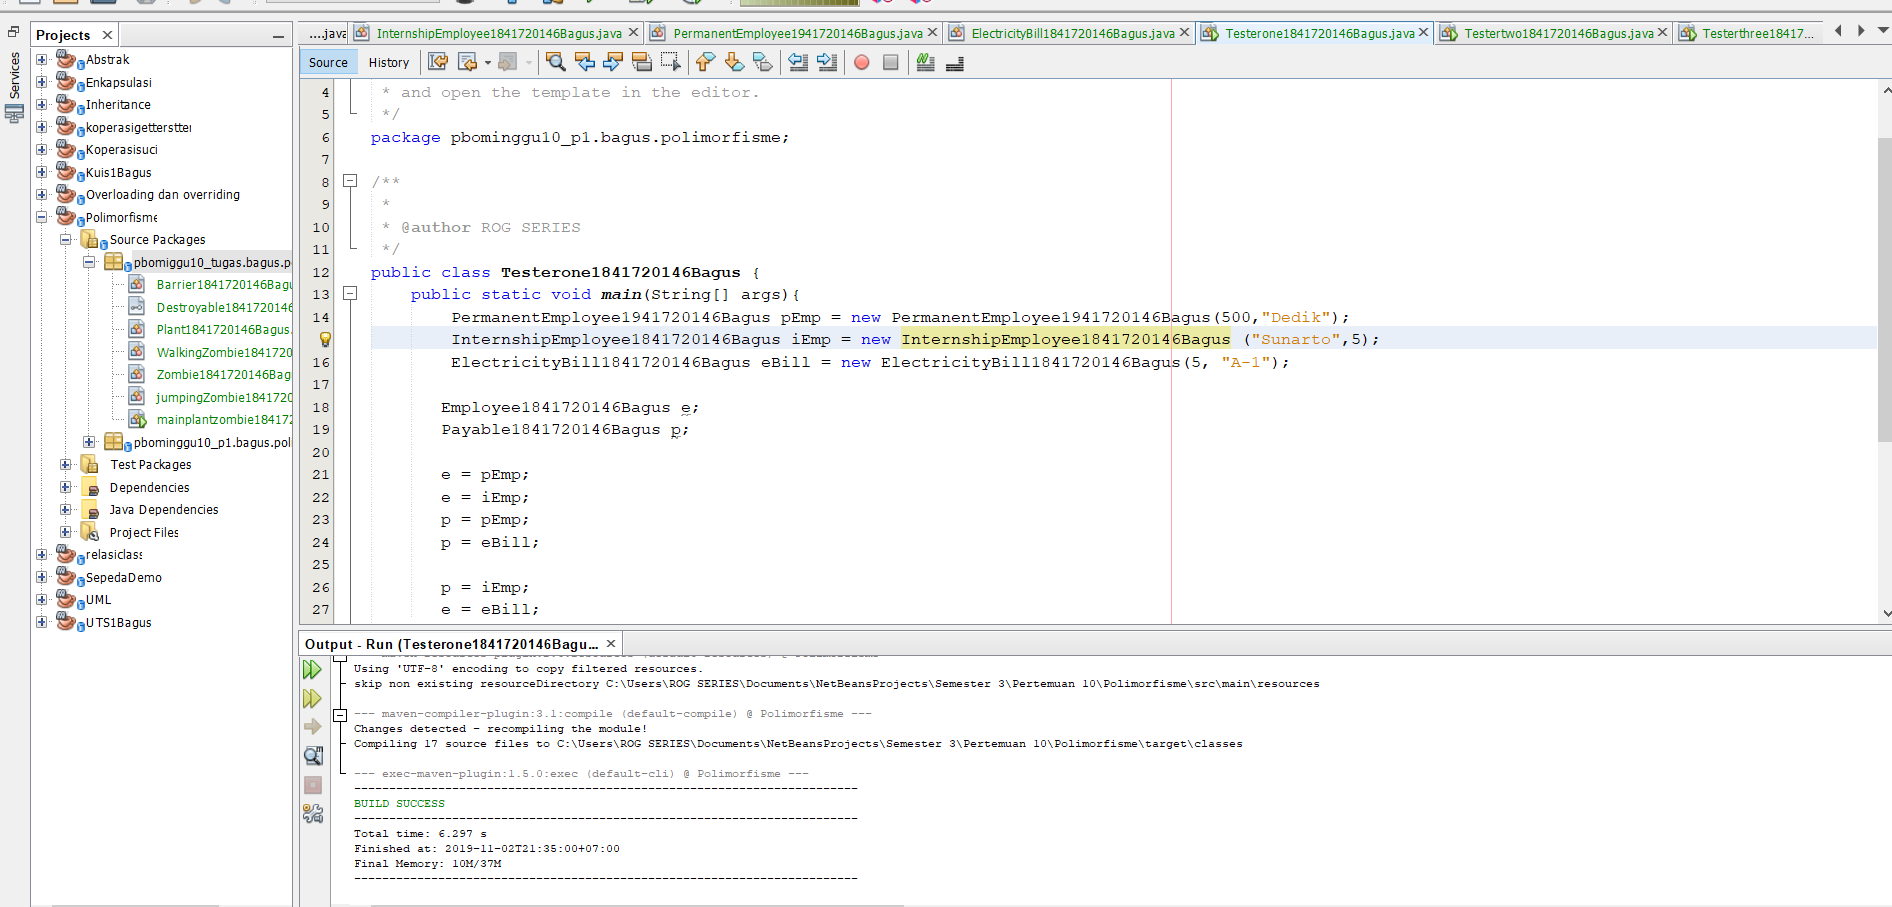 Services
Projects
Abstrak
Enkapsulasi
Inheritance
koperasigetterstter
Koperasisuci
Kuis1Bagus
Overloading dan overriding
Polimorfisme
Source Packages
pbomiggu10_tugas.bagus.p
Barrier1841720146Bagu
Destroyable1841720146
Plant1841720146Bagus.
WalkingZombie1841720
Zombie1841720146Bag
jumpingZombie184172
mainplantzombie18417
pbominggu10_p1.bagus.pol
Test Packages
Dependencies
Java Dependencies
Project Files
relasiclass
SepedaDemo
UML
UTS1Bagus
....java InternshipEmployee1841720146Bagus.java PermanentEmployee1941720146Bagus.java ElectricityBill1841720146Bagus.java Testerone1841720146Bagus.java Testertwo1841720146Bagus.java Testerthree18417...
Source History
4 * and open the template in the editor.
5 */
6 package pbominggu10_p1.bagus.polimorfisme;
7
8 /**
9 *
10 * @author ROG SERIES
11 */
12 public class Testerone1841720146Bagus {
13 public static void main(String[] args){
14 PermanentEmployee1941720146Bagus pEmp = new PermanentEmployee1941720146Bagus(500,"Dedik");
InternshipEmployee1841720146Bagus iEmp = new InternshipEmployee1841720146Bagus ("Sunarto",5);
16 ElectricityBill1841720146Bagus eBill = new ElectricityBill1841720146Bagus(5, "A-1");
17
18 Employee1841720146Bagus e;
19 Payable1841720146Bagus p;
20
21 e = pEmp;
22 e = iEmp;
23 p = pEmp;
24 p = eBill;
25
26 p = iEmp;
27 e = eBill;
Output - Run (Testerone1841720146Bagu...
Using 'UTF-8' encoding to copy filtered resources.
skip non existing resourceDirectory C:\Users\ROG SERIES\Documents\NetBeansProjects\Semester 3\Pertemuan 10\Polimorfisme\src\main\resources
--- maven-compiler-plugin:3.1:compile (default-compile) @ Polimorfisme ---
Changes detected - recompiling the module!
Compiling 17 source files to C:\Users\ROG SERIES\Documents\NetBeansProjects\Semester 3\Pertemuan 10\Polimorfisme\target\classes
--- exec-maven-plugin:1.5.0:exec (default-cli) @ Polimorfisme ---
------------------------------------------------------------------------
BUILD SUCCESS
------------------------------------------------------------------------
Total time: 6.297 s
Finished at: 2019-11-02T21:35:00+07:00
Final Memory: 10M/37M
------------------------------------------------------------------------